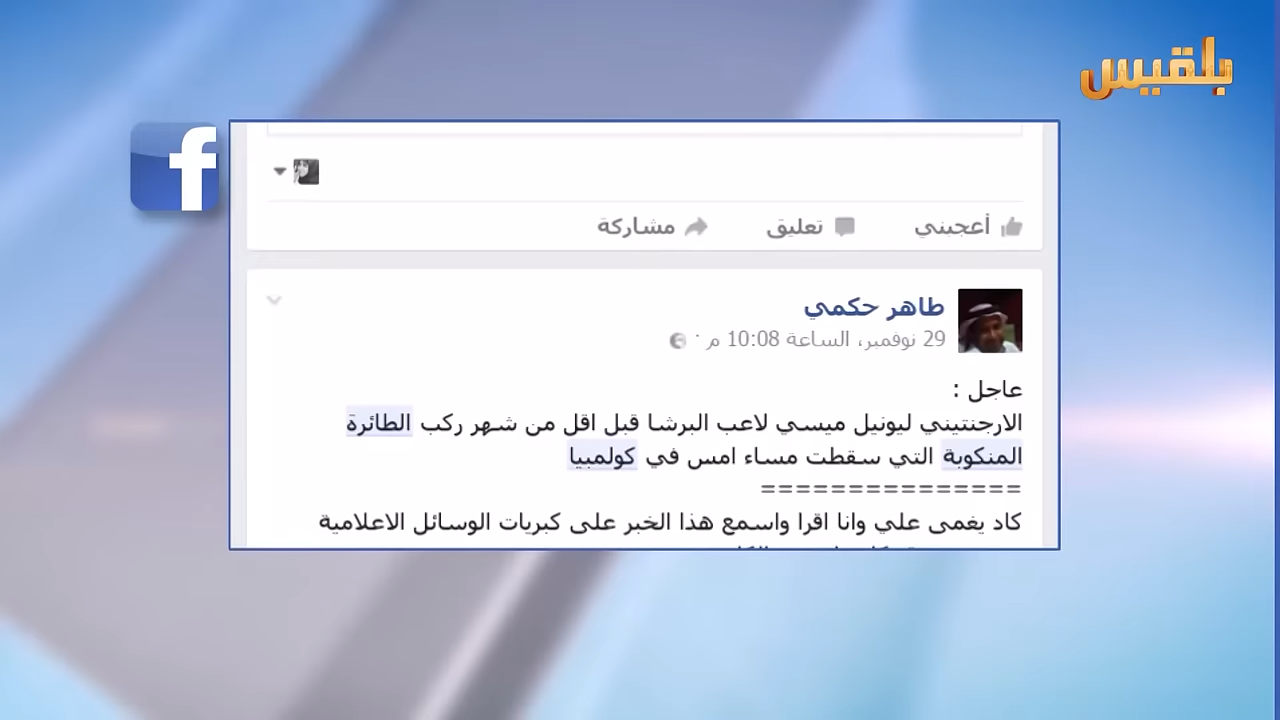 بلقيس
f
أعجبني تعليق مشاركة
طاهر حكمي
29 نوفمبر، الساعة 10:08 م ·
عاجل :
الارجنتيني ليونيل ميسي لاعب البرشا قبل اقل من شهر ركب الطائرة
المنكوبة التي سقطت مساء امس في كولمبيا
===============
كاد يغمى علي وانا اقرا واسمع هذا الخبر على كبريات الوسائل الاعلامية